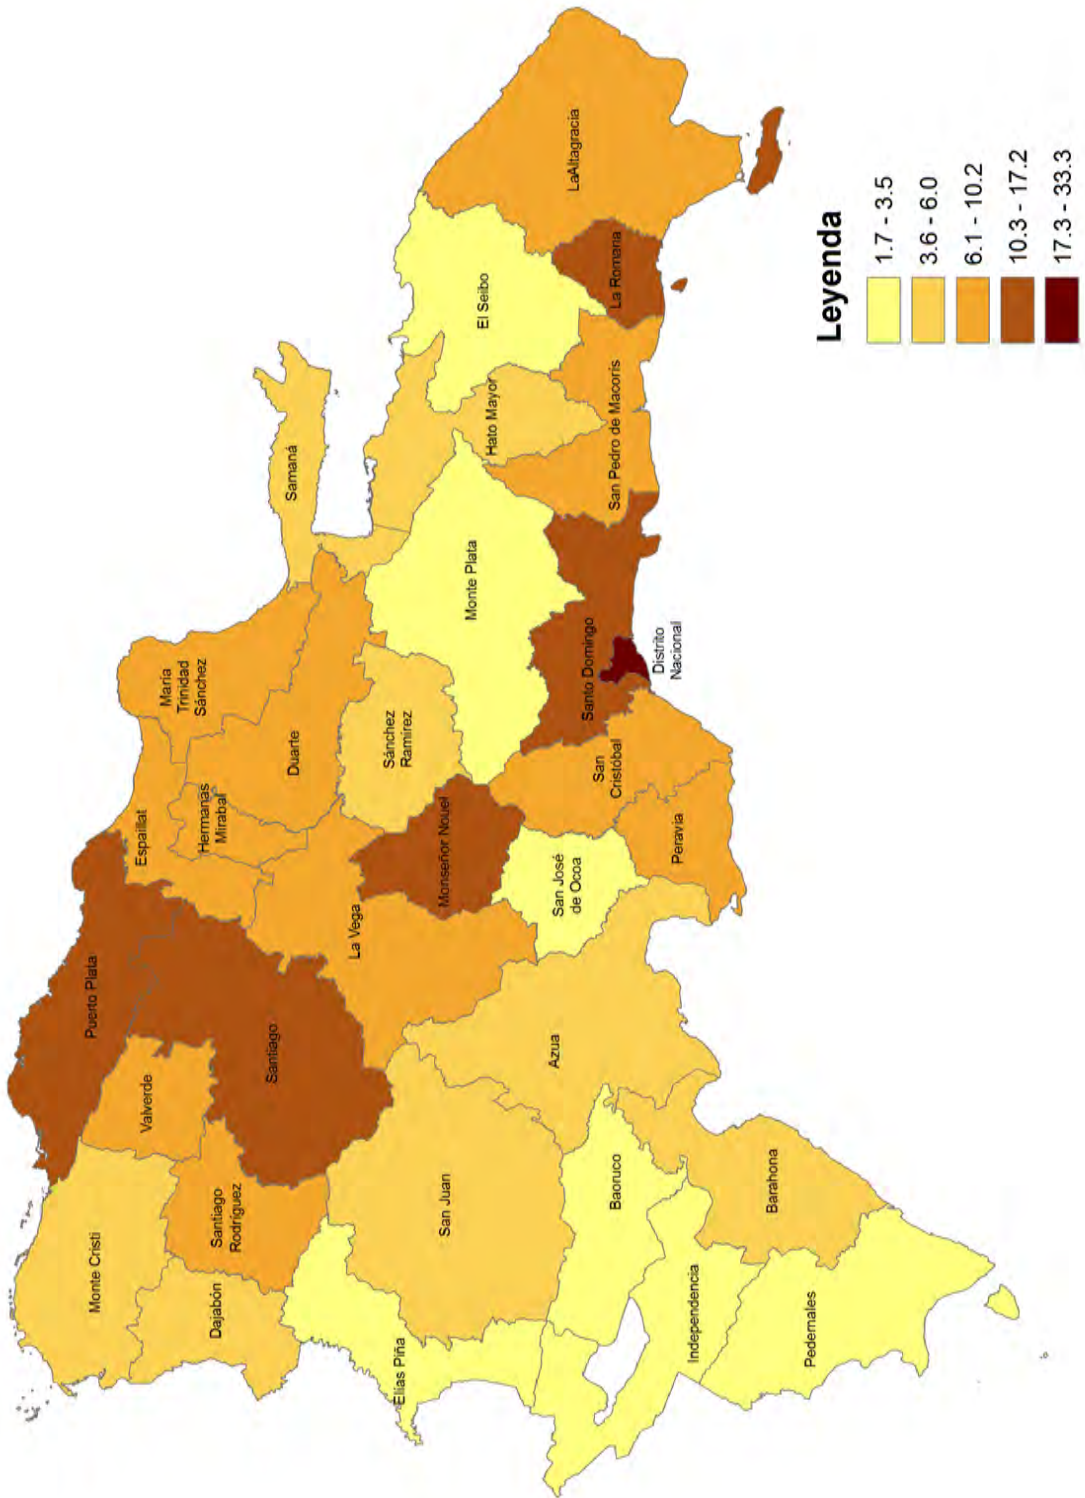 Puerto Plata
Espaillat
María
Trinidad
Sánchez
Monte Cristi
Valverde
Hermanas
Mirabal
Santiago
Rodríguez
Dajabón
Santiago
Duarte
Samaná
La Vega
Sánchez
Ramírez
Elías Piña
San Juan
Monseñor Nouel
Monte Plata
Hato Mayor
El Seibo
LaAltagracia
Azua
San José
de Ocoa
San
Cristóbal
Santo Domingo
San Pedro de Macorís
La Romana
Baoruco
Peravia
Distrito
Nacional
Independencia
Barahona
Pedernales
Leyenda
1.7 - 3.5
3.6 - 6.0
6.1 - 10.2
10.3 - 17.2
17.3 - 33.3